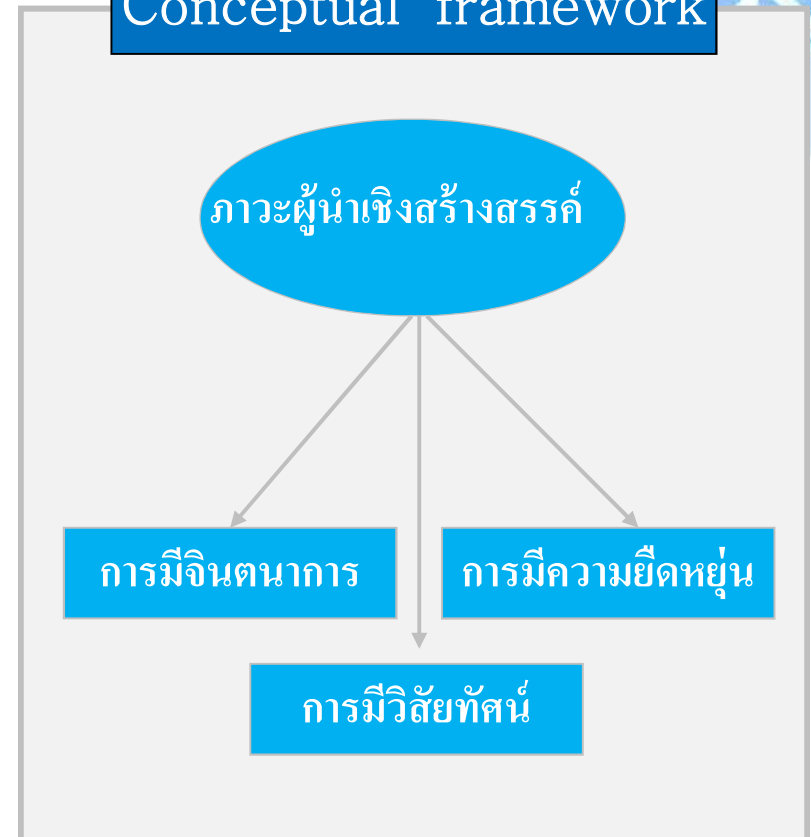 Conceptual framework
ภาวะผู้นำเชิงสร้างสรรค์
การมีจินตนาการ
การมีความยืดหยุ่น
การมีวิสัยทัศน์